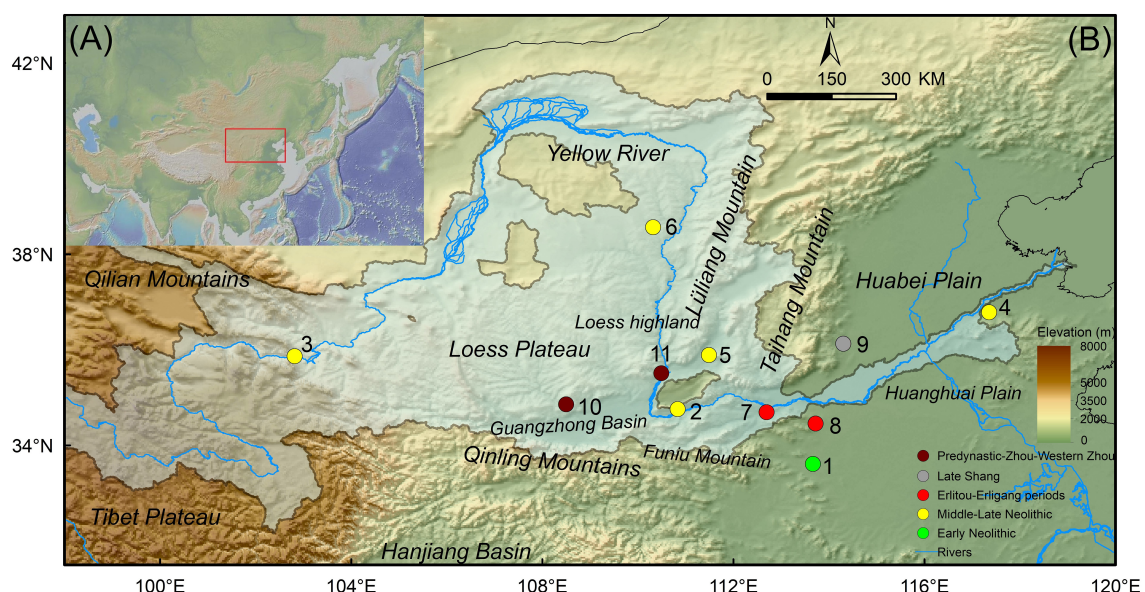 (A)
(B)
N
0 150 300 KM
42°N
38°N
34°N
Yellow River
Lüliang Mountain
Taihang Mountain
Huabei Plain
Qilian Mountains
Loess highland
Loess Plateau
Guangzhong Basin
Qinling Mountains
Funiu Mountain
Huanghuai Plain
Tibet Plateau
Hanjiang Basin
6
3
4
9
5
11
10
2
7
8
1
Elevation (m)
8000
5000
3500
2000
0
Predynastic-Zhou-Western Zhou
Late Shang
Erlitou-Erligang periods
Middle-Late Neolithic
Early Neolithic
Rivers
100°E
104°E
108°E
112°E
116°E
120°E